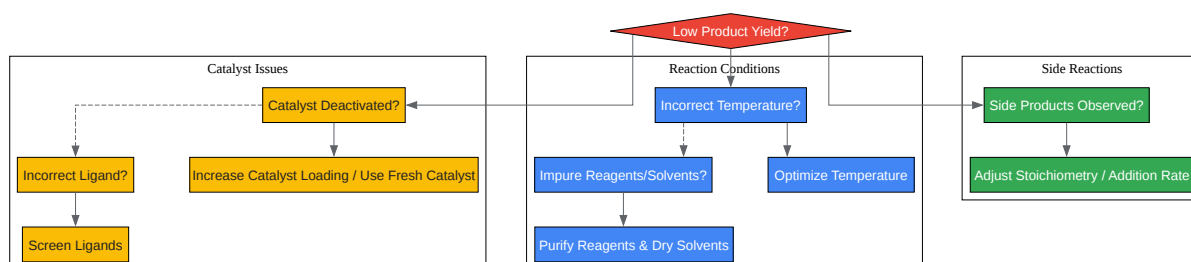 Low Product Yield?
Catalyst Issues
Reaction Conditions
Side Reactions
Catalyst Deactivated?
Incorrect Temperature?
Side Products Observed?
Incorrect Ligand?
Increase Catalyst Loading / Use Fresh Catalyst
Impure Reagents/Solvents?
Optimize Temperature
Adjust Stoichiometry / Addition Rate
Screen Ligands
Purify Reagents & Dry Solvents